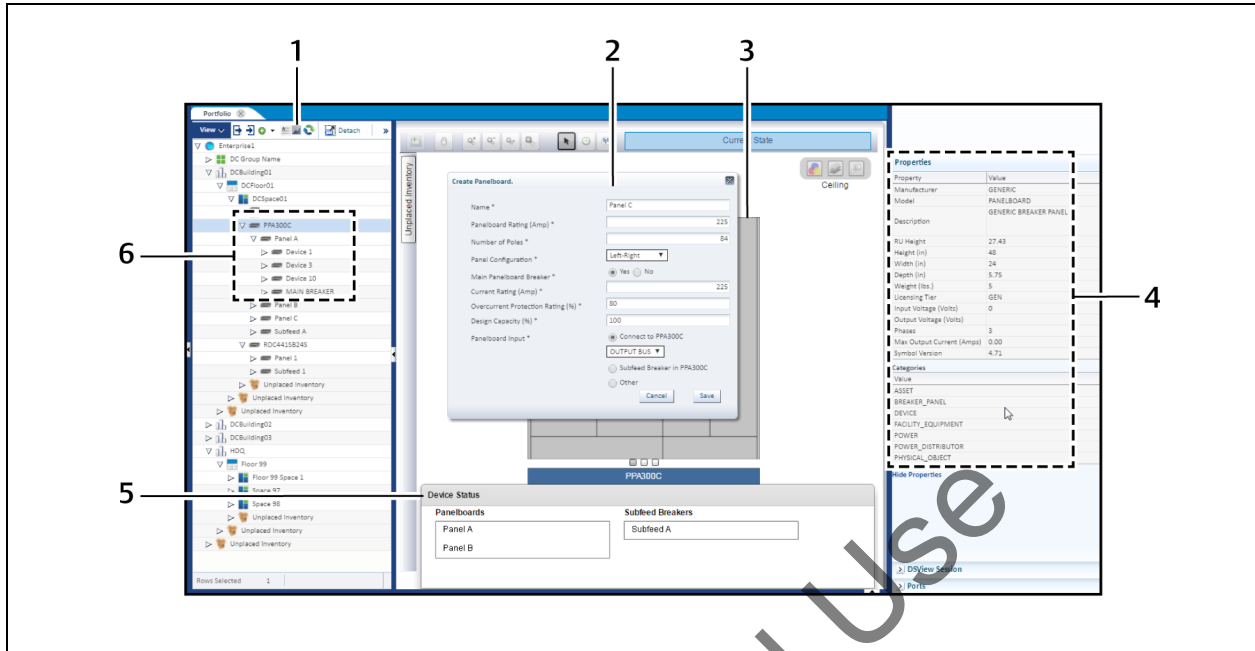 1
2
3
Portfolio
View
Detach
»
Enterprise1
DC Group Name
DCBuilding01
DCFloor01
DCSpace01
PPA300C
Panel A
Device 1
Device 3
Device 10
MAIN BREAKER
Panel B
Panel C
Subfeed A
RDC4415B245
Panel 1
Subfeed 1
Unplaced Inventory
Unplaced Inventory
Unplaced Inventory
DCBuilding02
DCBuilding03
HDQ
Floor 99
Floor 99 Space 1
Space 97
Space 98
Unplaced Inventory
Unplaced Inventory
Unplaced Inventory
Rows Selected 1
6
5
Unplaced Inventory
Current State
Ceiling
Create Panelboard.
Name * Panel C
Panelboard Rating (Amp) * 225
Number of Poles * 84
Panel Configuration * Left-Right
Main Panelboard Breaker * Yes No
Current Rating (Amp) * 225
Overcurrent Protection Rating (%) * 80
Design Capacity (%) * 100
Panelboard Input * Connect to PPA300C
OUTPUT BUS
Subfeed Breaker in PPA300C
Other
Cancel Save
PPA300C
Device Status
Panelboards Subfeed Breakers
Panel A Subfeed A
Panel B
Properties
Property Value
Manufacturer GENERIC
Model PANELBOARD
Description GENERIC BREAKER PANEL
RU Height 27.43
Height (in) 48
Width (in) 24
Depth (in) 5.75
Weight (lbs.) 5
Licensing Tier GEN
Input Voltage (Volts) 0
Output Voltage (Volts)
Phases 3
Max Output Current (Amps) 0.00
Symbol Version 4.71
Categories
Value
ASSET
BREAKER_PANEL
DEVICE
FACILITY_EQUIPMENT
POWER
POWER_DISTRIBUTOR
PHYSICAL_OBJECT
Hide Properties
DSView Session
Ports
4
Use